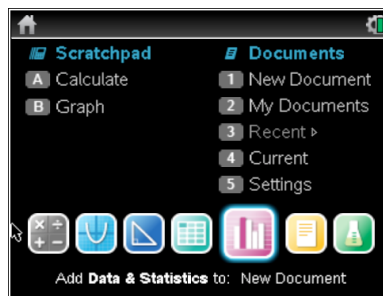 Scratchpad
A Calculate
B Graph
Documents
1 New Document
2 My Documents
3 Recent ▹
4 Current
5 Settings
Add Data & Statistics to: New Document